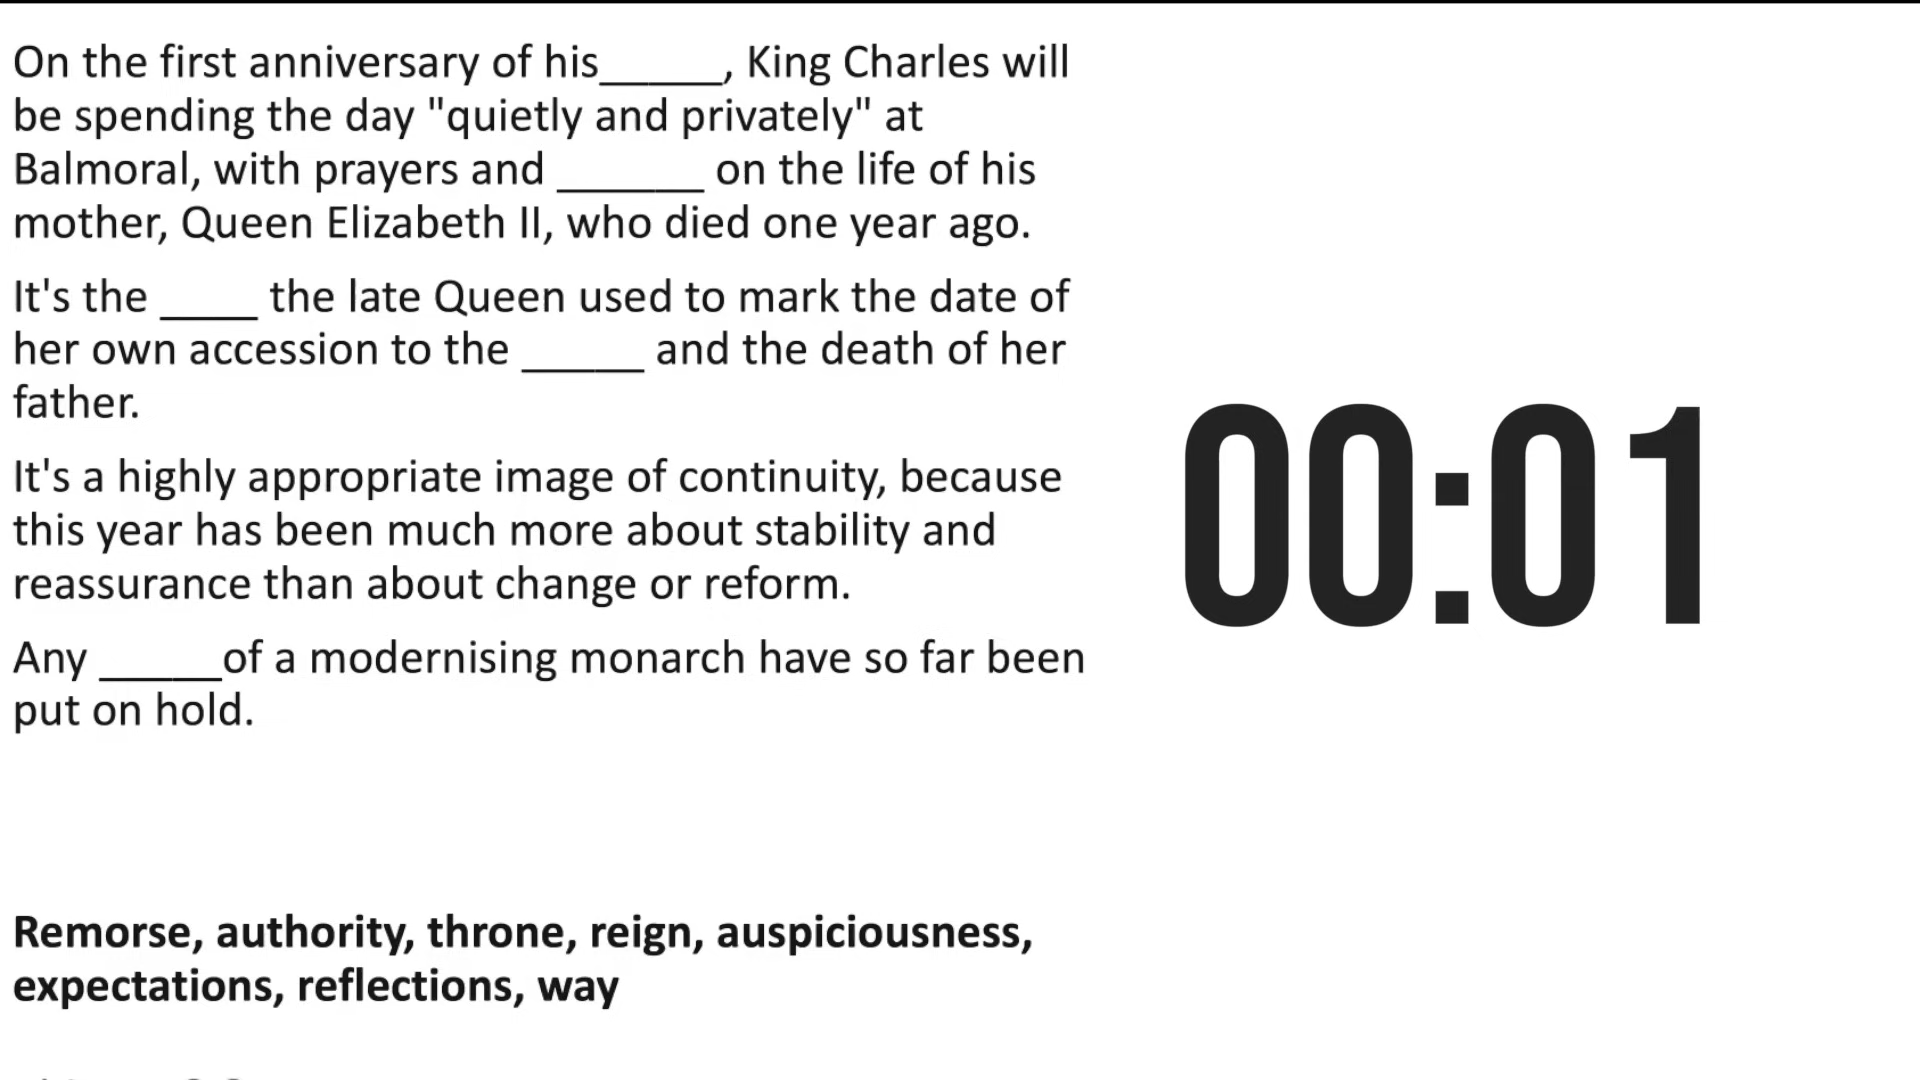 On the first anniversary of his_____, King Charles will
be spending the day "quietly and privately" at
Balmoral, with prayers and ______ on the life of his
mother, Queen Elizabeth II, who died one year ago.
It's the ____ the late Queen used to mark the date of
her own accession to the _____ and the death of her
father.
It's a highly appropriate image of continuity, because
this year has been much more about stability and
reassurance than about change or reform.
Any _____of a modernising monarch have so far been
put on hold.
00:01
Remorse, authority, throne, reign, auspiciousness,
expectations, reflections, way